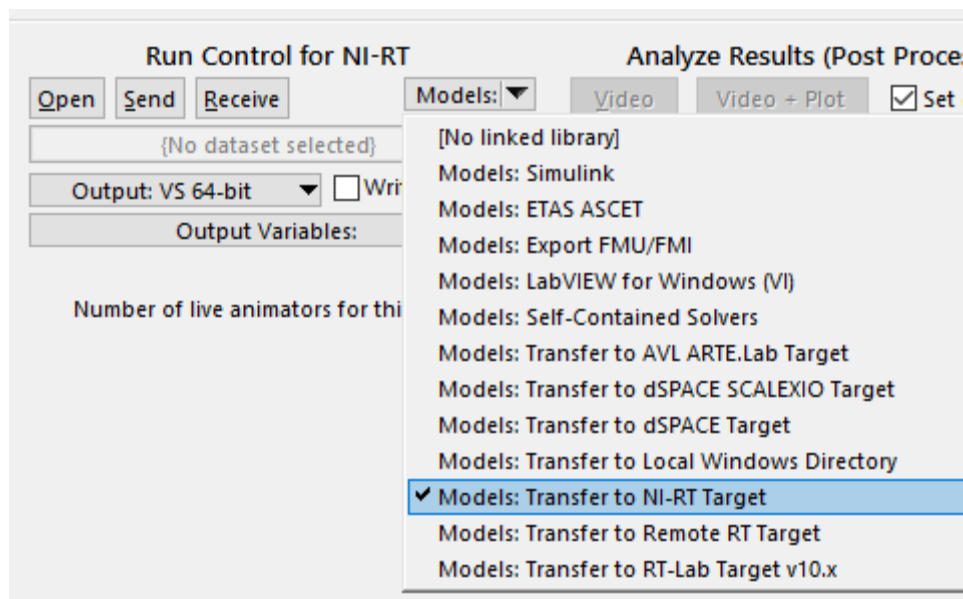 Run Control for NI-RT
Analyze Results (Post Proce
Open Send Receive
Models:
Video
Video + Plot
Set
{No dataset selected}
Output: VS 64-bit
Wri
Output Variables:
Number of live animators for thi
[No linked library]
Models: Simulink
Models: ETAS ASCET
Models: Export FMU/FMI
Models: LabVIEW for Windows (VI)
Models: Self-Contained Solvers
Models: Transfer to AVL ARTE.Lab Target
Models: Transfer to dSPACE SCALEXIO Target
Models: Transfer to dSPACE Target
Models: Transfer to Local Windows Directory
Models: Transfer to NI-RT Target
Models: Transfer to Remote RT Target
Models: Transfer to RT-Lab Target v10.x